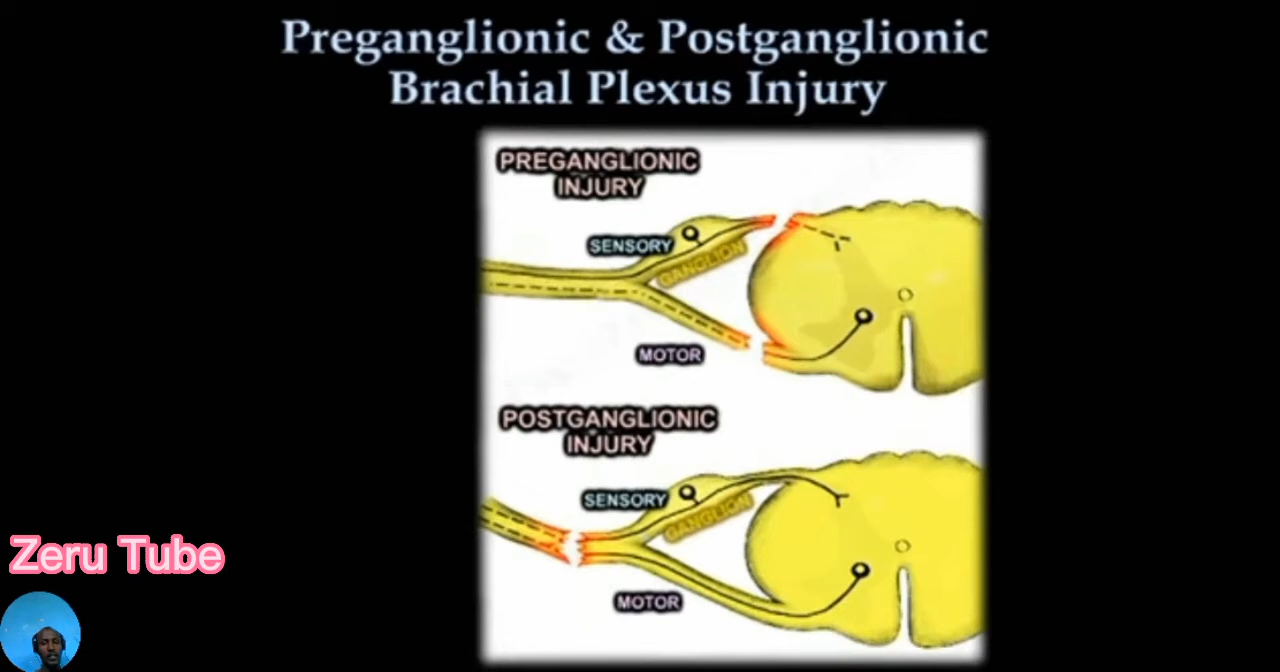 Preganglionic & Postganglionic
Brachial Plexus Injury
PREGANGLIONIC
INJURY
SENSORY
GANGLION
MOTOR
POSTGANGLIONIC
INJURY
SENSORY
GANGLION
MOTOR
Zeru Tube